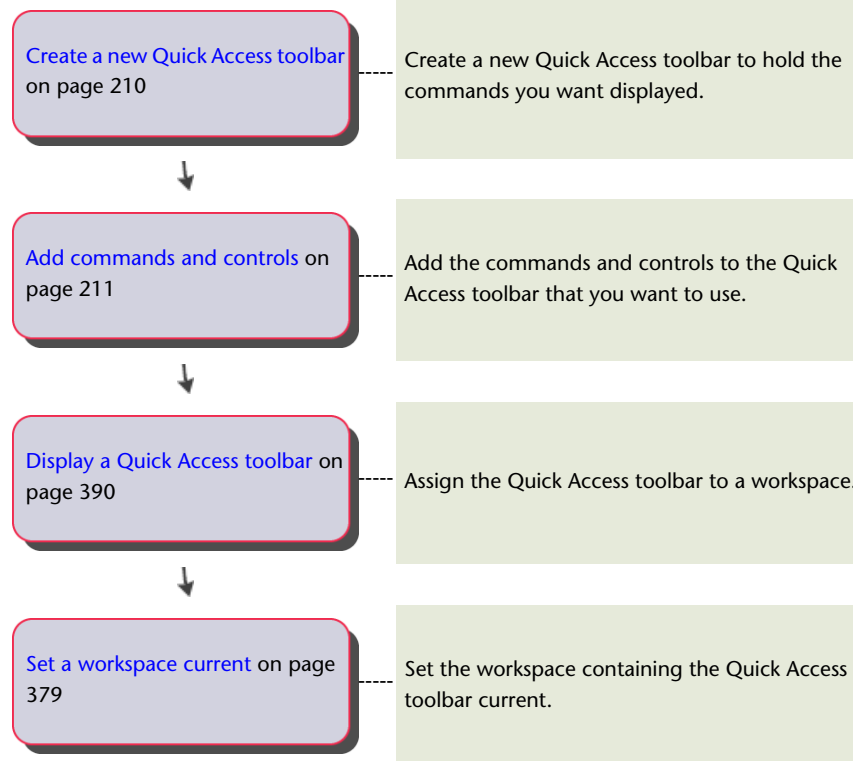 Create a new Quick Access toolbar
on page 210
Create a new Quick Access toolbar to hold the
commands you want displayed.
Add commands and controls on
page 211
Add the commands and controls to the Quick
Access toolbar that you want to use.
Display a Quick Access toolbar on
page 390
Assign the Quick Access toolbar to a workspace.
Set a workspace current on page
379
Set the workspace containing the Quick Access
toolbar current.